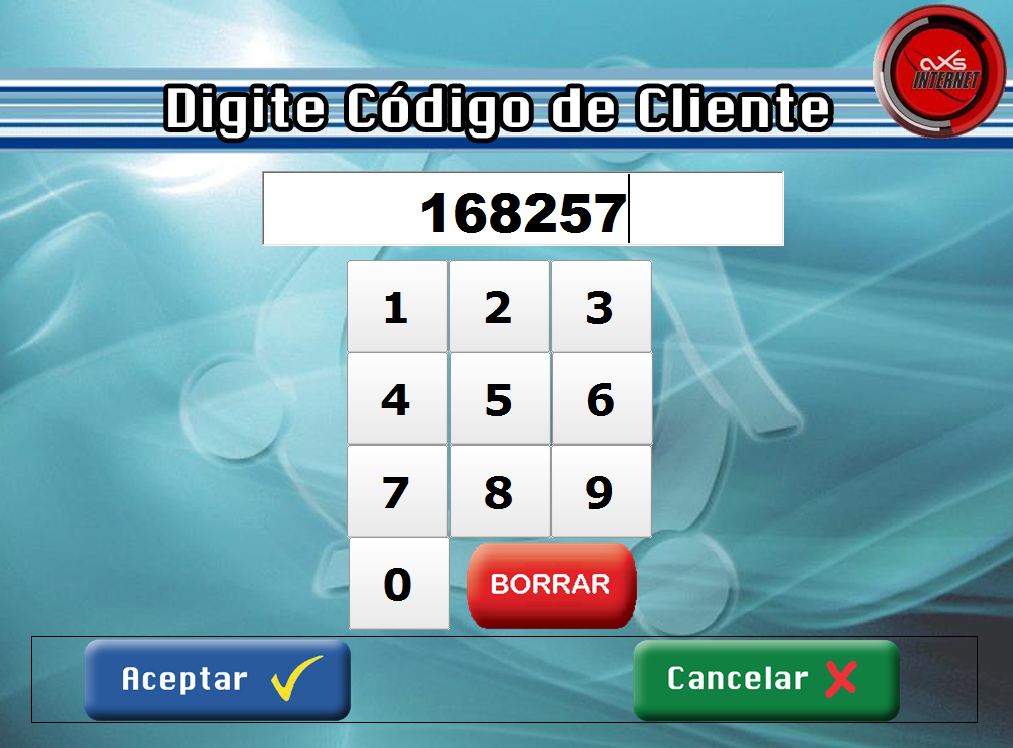 AXS
INTERNET
Digite Código de Cliente
168257
1 2 3
4 5 6
7 8 9
0 BORRAR
Aceptar Cancelar